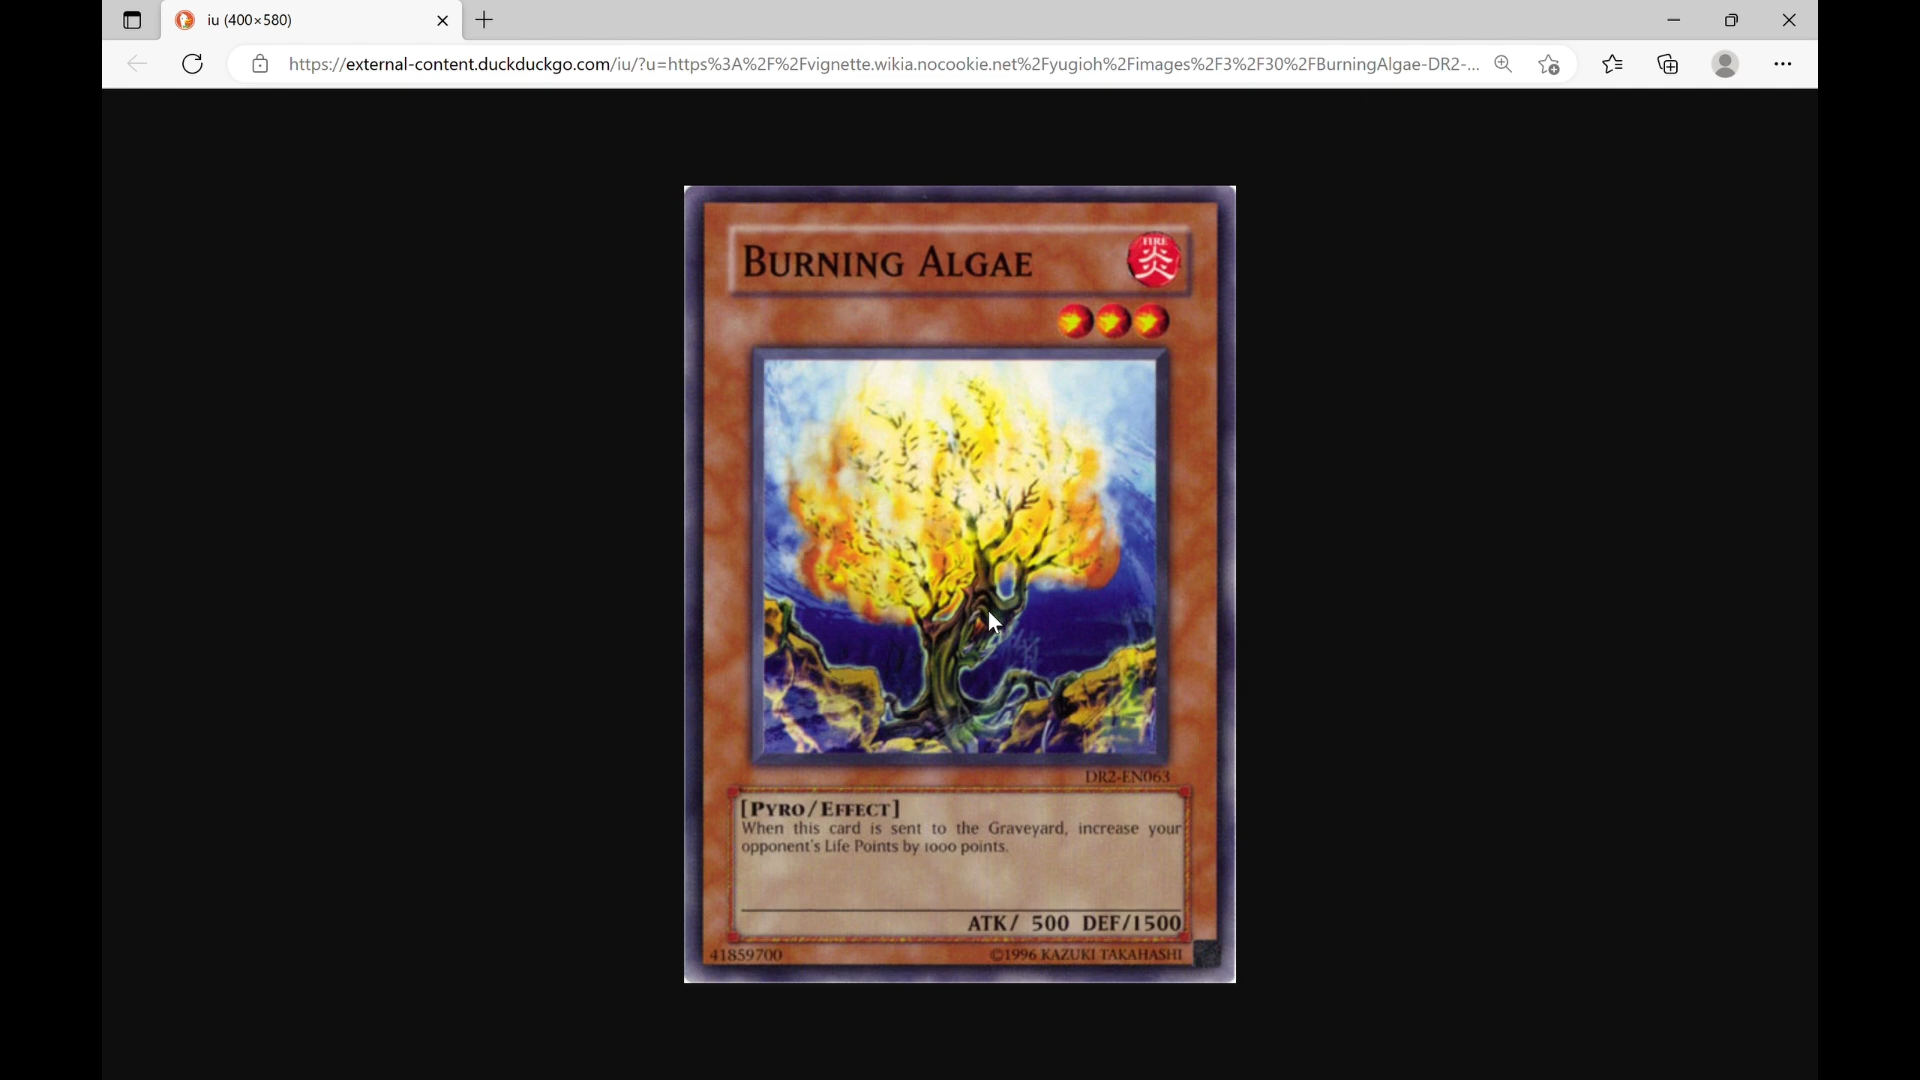 iu (400×580)
https://external-content.duckduckgo.com/iu/?u=https%3A%2F%2Fvignette.wikia.nocookie.net%2Fyugioh%2Fimages%2F3%2F30%2FBurningAlgae-DR2-...
BURNING ALGAE
FIRE
炎
DR2-EN063
[PYRO/EFFECT]
When this card is sent to the Graveyard, increase your
opponent's Life Points by 1000 points.
ATK/ 500 DEF/1500
41859700 ©1996 KAZUKI TAKAHASHI